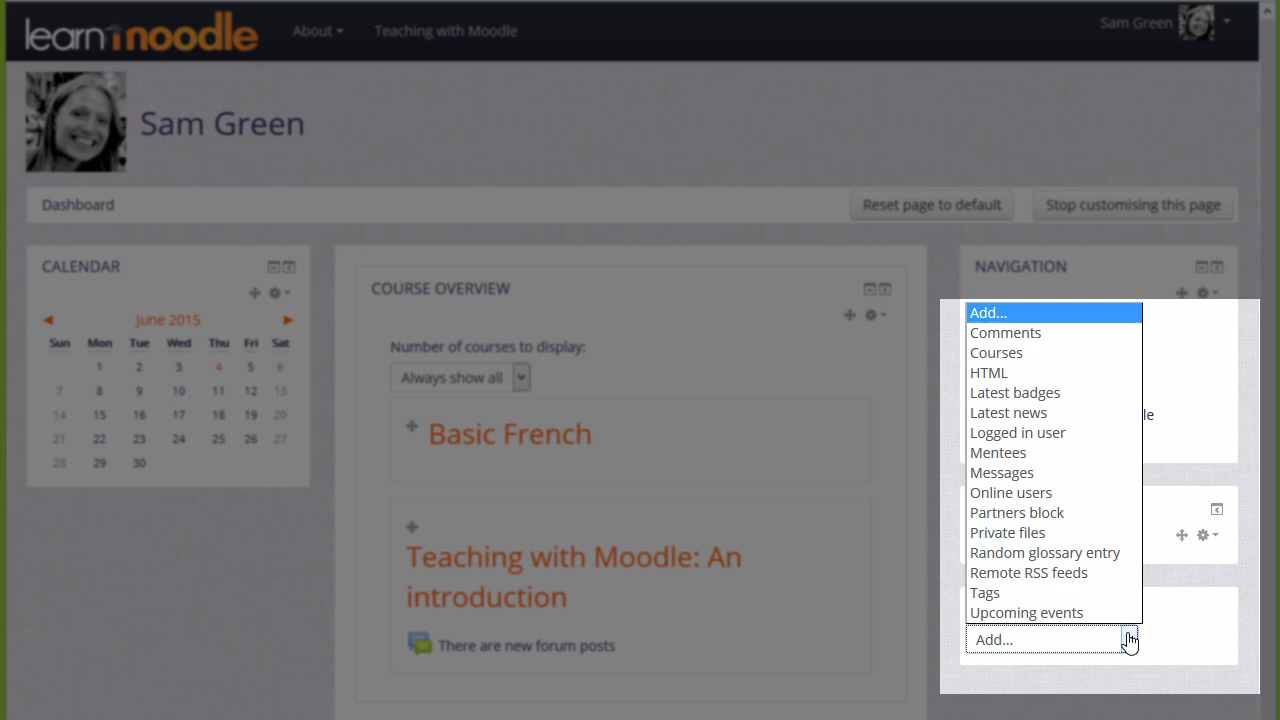 learn moodle
About
Teaching with Moodle
Sam Green
Sam Green
Dashboard
Reset page to default
Stop customising this page
CALENDAR
June 2015
Sun Mon Tue Wed Thu Fri Sat
1 2 3 4 5 6
7 8 9 10 11 12 13
14 15 16 17 18 19 20
21 22 23 24 25 26 27
28 29 30
COURSE OVERVIEW
Number of courses to display:
Always show all
Basic French
Teaching with Moodle: An
introduction
There are new forum posts
NAVIGATION
Add...
Comments
Courses
HTML
Latest badges
Latest news
Logged in user
Mentees
Messages
Online users
Partners block
Private files
Random glossary entry
Remote RSS feeds
Tags
Upcoming events
Add...